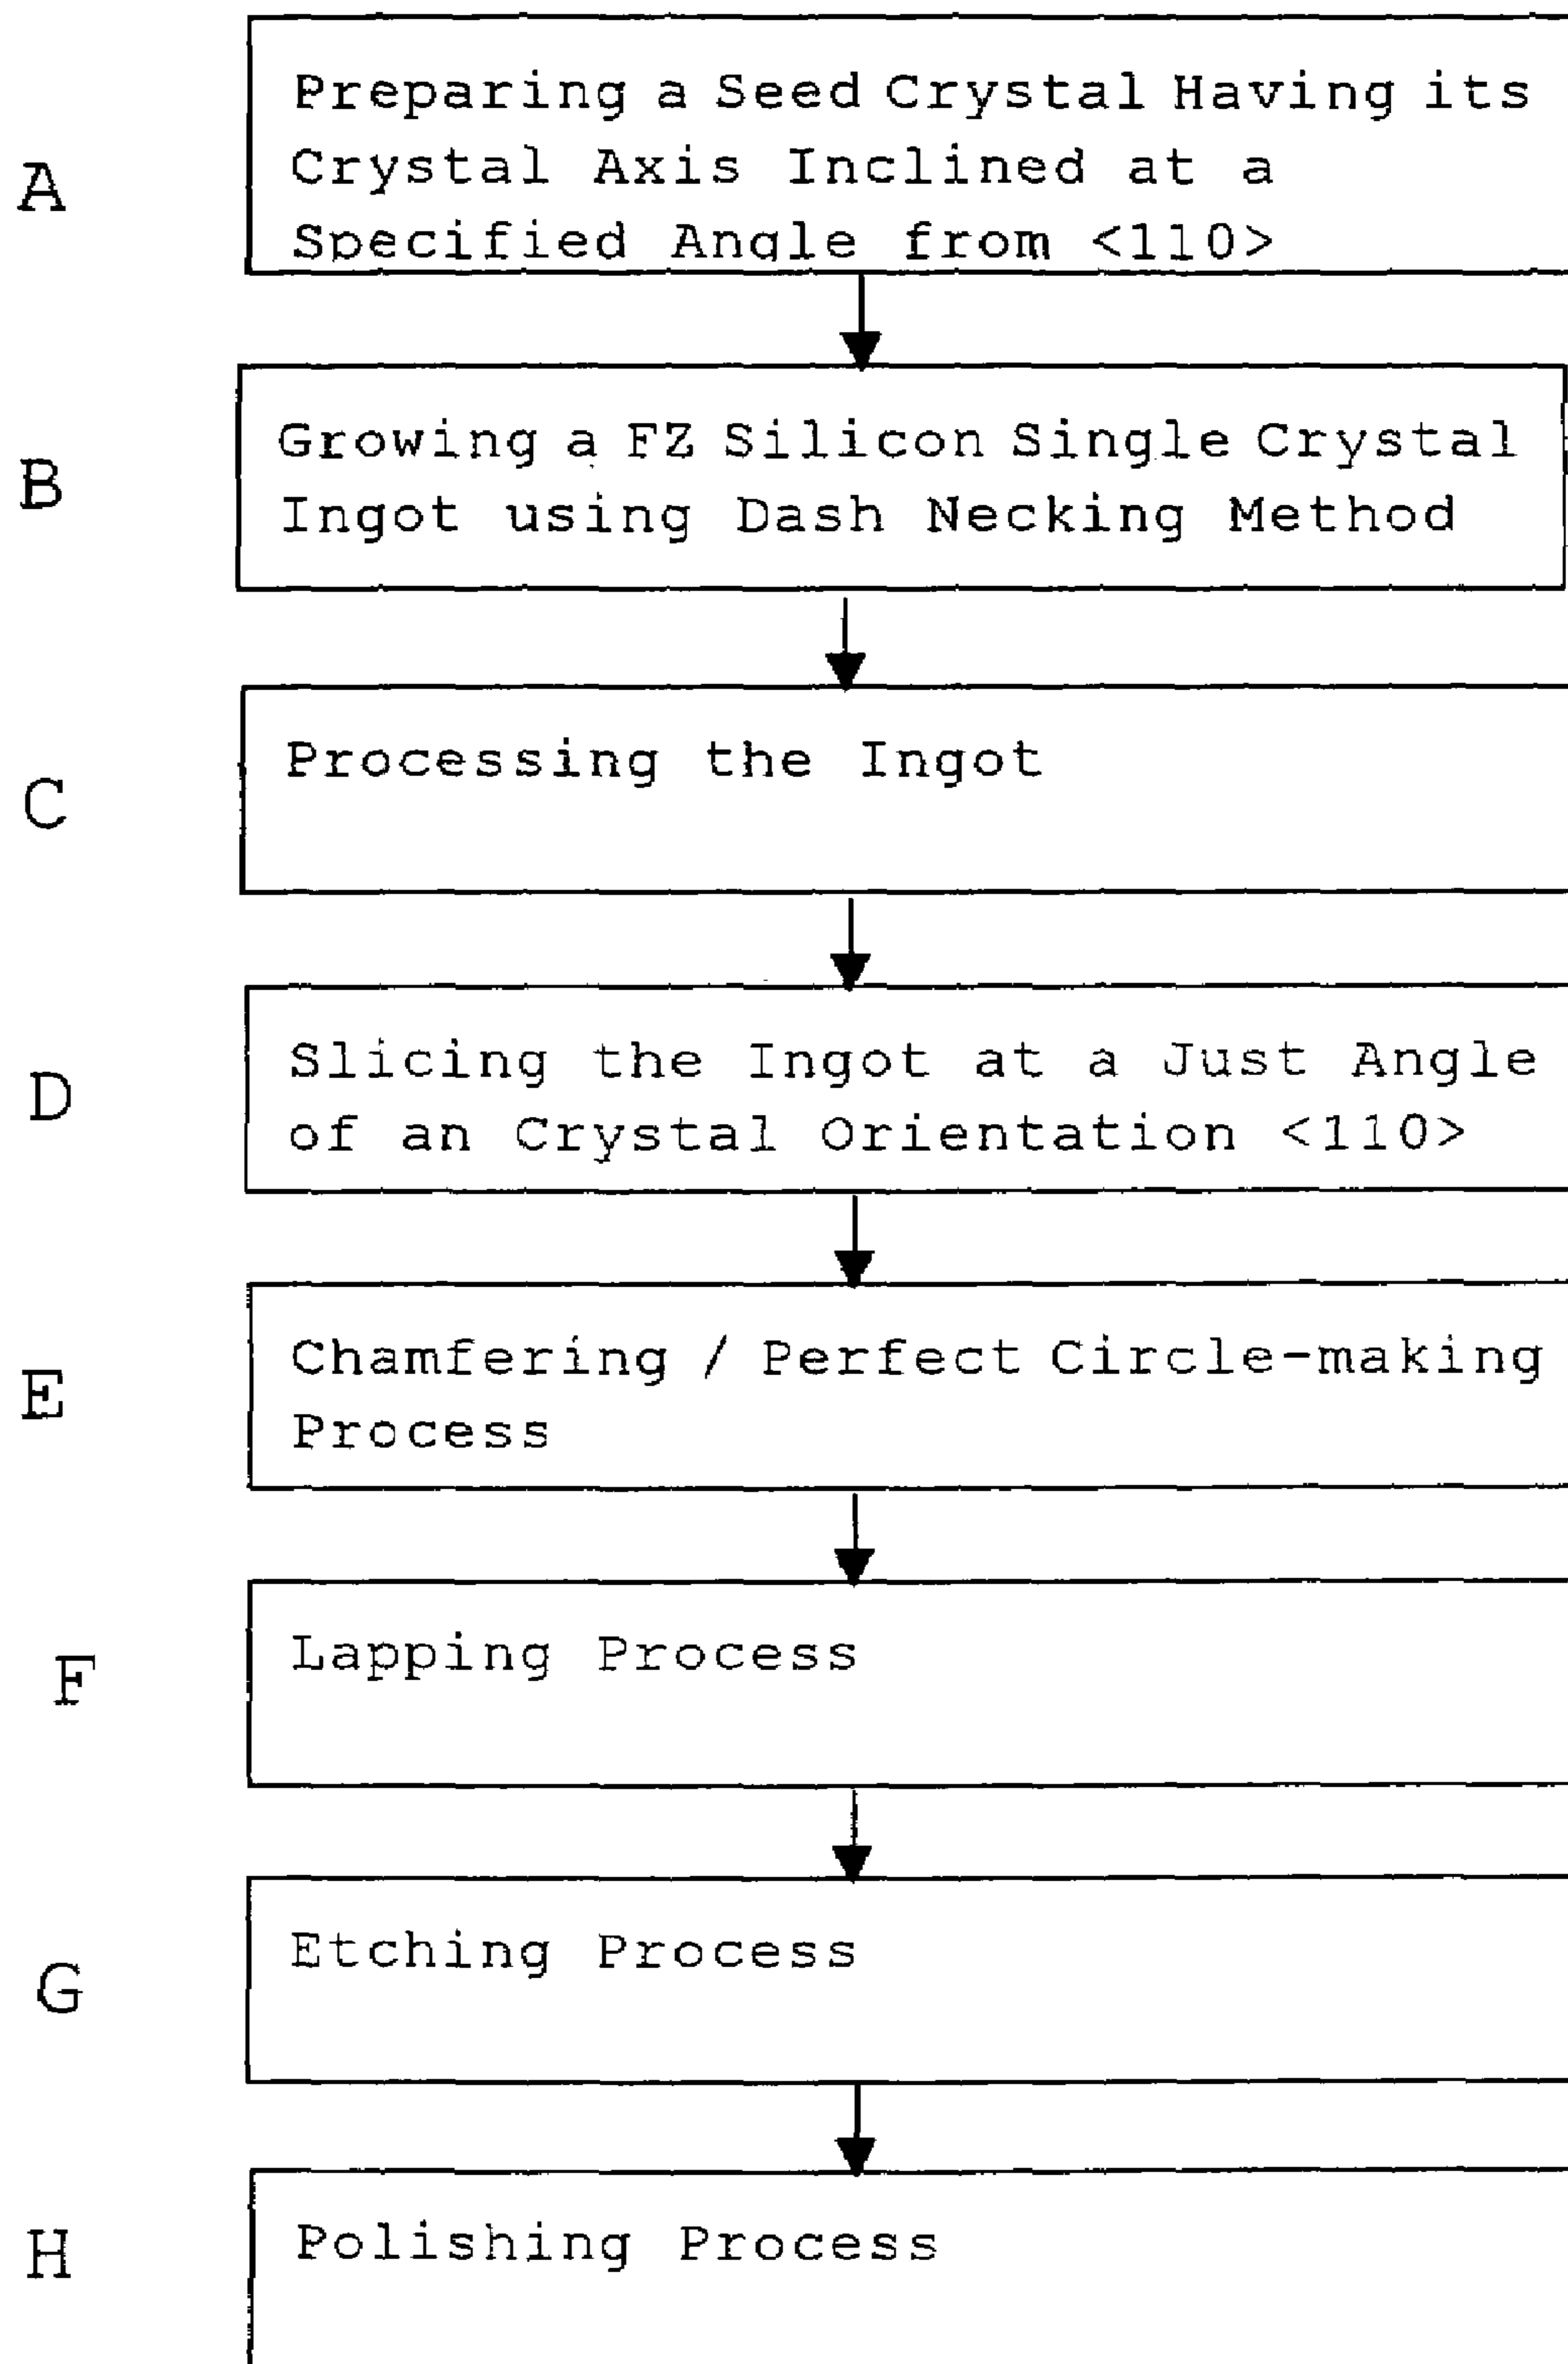 A
Preparing a Seed Crystal Having its
Crystal Axis Inclined at a
Specified Angle from <110>
B
Growing a FZ Silicon Single Crystal
Ingot using Dash Necking Method
C
Processing the Ingot
D
Slicing the Ingot at a Just Angle
of an Crystal Orientation <110>
E
Chamfering / Perfect Circle-making
Process
F
Lapping Process
G
Etching Process
H
Polishing Process